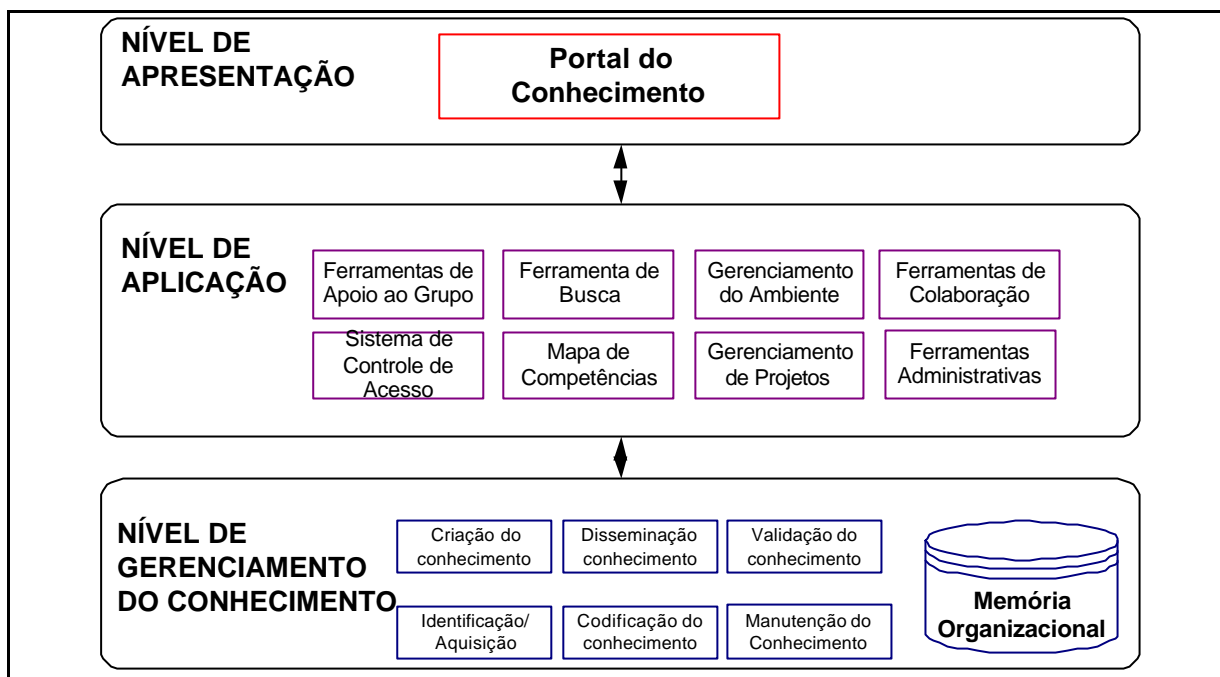 NÍVEL DE
APRESENTAÇÃO
Portal do
Conhecimento
NÍVEL DE
APLICAÇÃO
Ferramentas de
Apoio ao Grupo
Ferramenta de
Busca
Gerenciamento
do Ambiente
Ferramentas de
Colaboração
Sistema de
Controle de
Acesso
Mapa de
Competências
Gerenciamento
de Projetos
Ferramentas
Administrativas
NÍVEL DE
GERENCIAMENTO
DO CONHECIMENTO
Criação do
conhecimento
Disseminação
conhecimento
Validação do
conhecimento
Identificação/
Aquisição
Codificação do
conhecimento
Manutenção do
Conhecimento
Memória
Organizacional